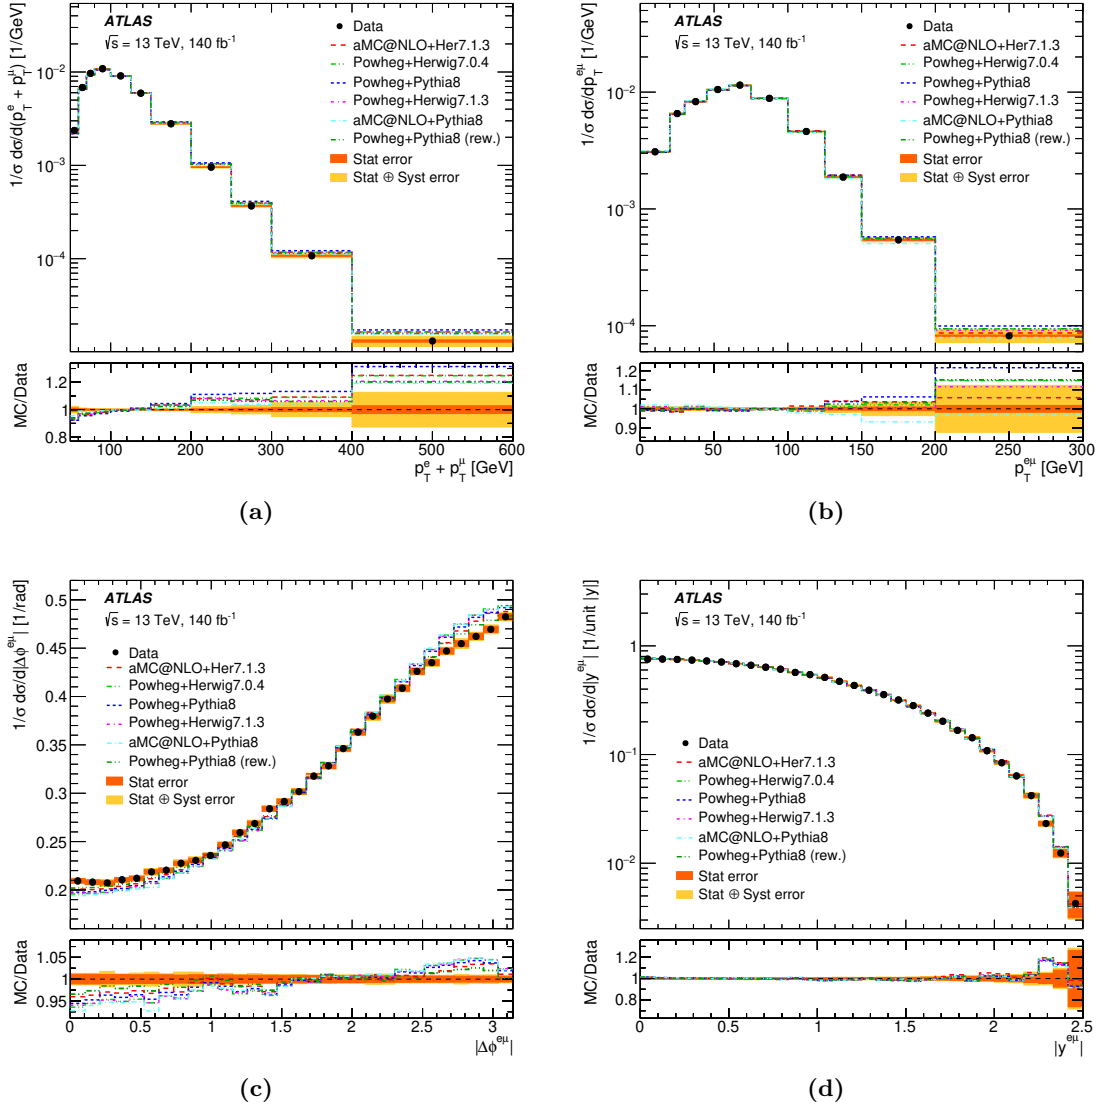 ATLAS
√s = 13 TeV, 140 fb⁻¹
1/σ dσ/d(p_T^e + p_T^μ) [1/GeV]
10⁻²
10⁻³
10⁻⁴
Data
aMC@NLO+Her7.1.3
Powheg+Herwig7.0.4
Powheg+Pythia8
Powheg+Herwig7.1.3
aMC@NLO+Pythia8
Powheg+Pythia8 (rew.)
Stat error
Stat ⊕ Syst error
MC/Data
1.2
1
0.8
100 200 300 400 500 600
p_T^e + p_T^μ [GeV]
(a)
ATLAS
√s = 13 TeV, 140 fb⁻¹
1/σ dσ/dp_T^eμ [1/GeV]
10⁻¹
10⁻²
10⁻³
10⁻⁴
Data
aMC@NLO+Her7.1.3
Powheg+Herwig7.0.4
Powheg+Pythia8
Powheg+Herwig7.1.3
aMC@NLO+Pythia8
Powheg+Pythia8 (rew.)
Stat error
Stat ⊕ Syst error
MC/Data
1.2
1.1
1
0.9
0 50 100 150 200 250 300
p_T^eμ [GeV]
(b)
ATLAS
√s = 13 TeV, 140 fb⁻¹
1/σ dσ/d|Δϕ^eμ| [1/rad]
0.5
0.45
0.4
0.35
0.3
0.25
0.2
Data
aMC@NLO+Her7.1.3
Powheg+Herwig7.0.4
Powheg+Pythia8
Powheg+Herwig7.1.3
aMC@NLO+Pythia8
Powheg+Pythia8 (rew.)
Stat error
Stat ⊕ Syst error
MC/Data
1.05
1
0.95
0 0.5 1 1.5 2 2.5 3
|Δϕ^eμ|
(c)
ATLAS
√s = 13 TeV, 140 fb⁻¹
1/σ dσ/d|y^eμ| [1/unit |y|]
1
10⁻¹
10⁻²
Data
aMC@NLO+Her7.1.3
Powheg+Herwig7.0.4
Powheg+Pythia8
Powheg+Herwig7.1.3
aMC@NLO+Pythia8
Powheg+Pythia8 (rew.)
Stat error
Stat ⊕ Syst error
MC/Data
1.2
1
0.8
0 0.5 1 1.5 2 2.5
|y^eμ|
(d)